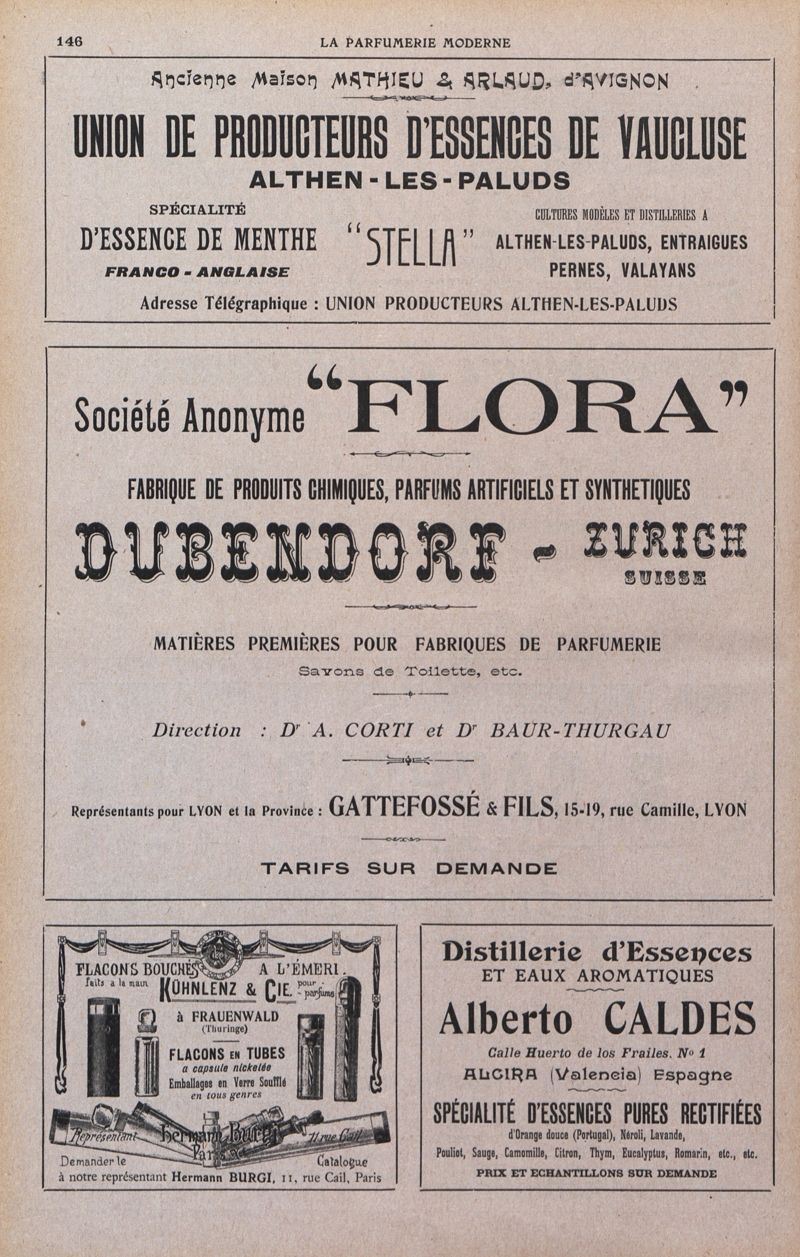 146
LA PARFUMERIE MODERNE
Ancienne Maison MATHIEU & ARLAUD, d'AVIGNON
UNION DE PRODUCTEURS D'ESSENCES DE VAUCLUSE
ALTHEN-LES-PALUDS
SPÉCIALITÉ
D'ESSENCE DE MENTHE
FRANCO-ANGLAISE
"STELLA"
CULTURES MODÈLES ET DISTILLERIES A
ALTHEN-LES-PALUDS, ENTRAIGUES
PERNES, VALAYANS
Adresse Télégraphique : UNION PRODUCTEURS ALTHEN-LES-PALUDS
Société Anonyme "FLORA"
FABRIQUE DE PRODUITS CHIMIQUES, PARFUMS ARTIFICIELS ET SYNTHETIQUES
DUBENDORF - ZURICH
SUISSE
MATIÈRES PREMIÈRES POUR FABRIQUES DE PARFUMERIE
Savons de Toilette, etc.
Direction : Dr A. CORTI et Dr BAUR-THURGAU
Représentants pour LYON et la Province : GATTEFOSSÉ & FILS, 15-19, rue Camille, LYON
TARIFS SUR DEMANDE
FLACONS BOUCHÉS A L'ÉMERI.
faits a la main KÜHNLENZ & CIE. pour parfums
à FRAUENWALD
(Thuringe)
FLACONS EN TUBES
a capsule nickelée
Emballages en Verre Soufflé
en tous genres
Représentant Hermann Burgi 11 rue Cail
Paris
Demander le Catalogue
à notre représentant Hermann BURGI, 11, rue Cail, Paris
Distillerie d'Essences
ET EAUX AROMATIQUES
Alberto CALDES
Calle Huerto de los Frailes. No 1
ALCIRA (Valencia) Espagne
SPÉCIALITÉ D'ESSENCES PURES RECTIFIÉES
d'Orange douce (Portugal), Néroli, Lavande,
Pouliot, Sauge, Camomille, Citron, Thym, Eucalyptus, Romarin, etc., etc.
PRIX ET ECHANTILLONS SUR DEMANDE